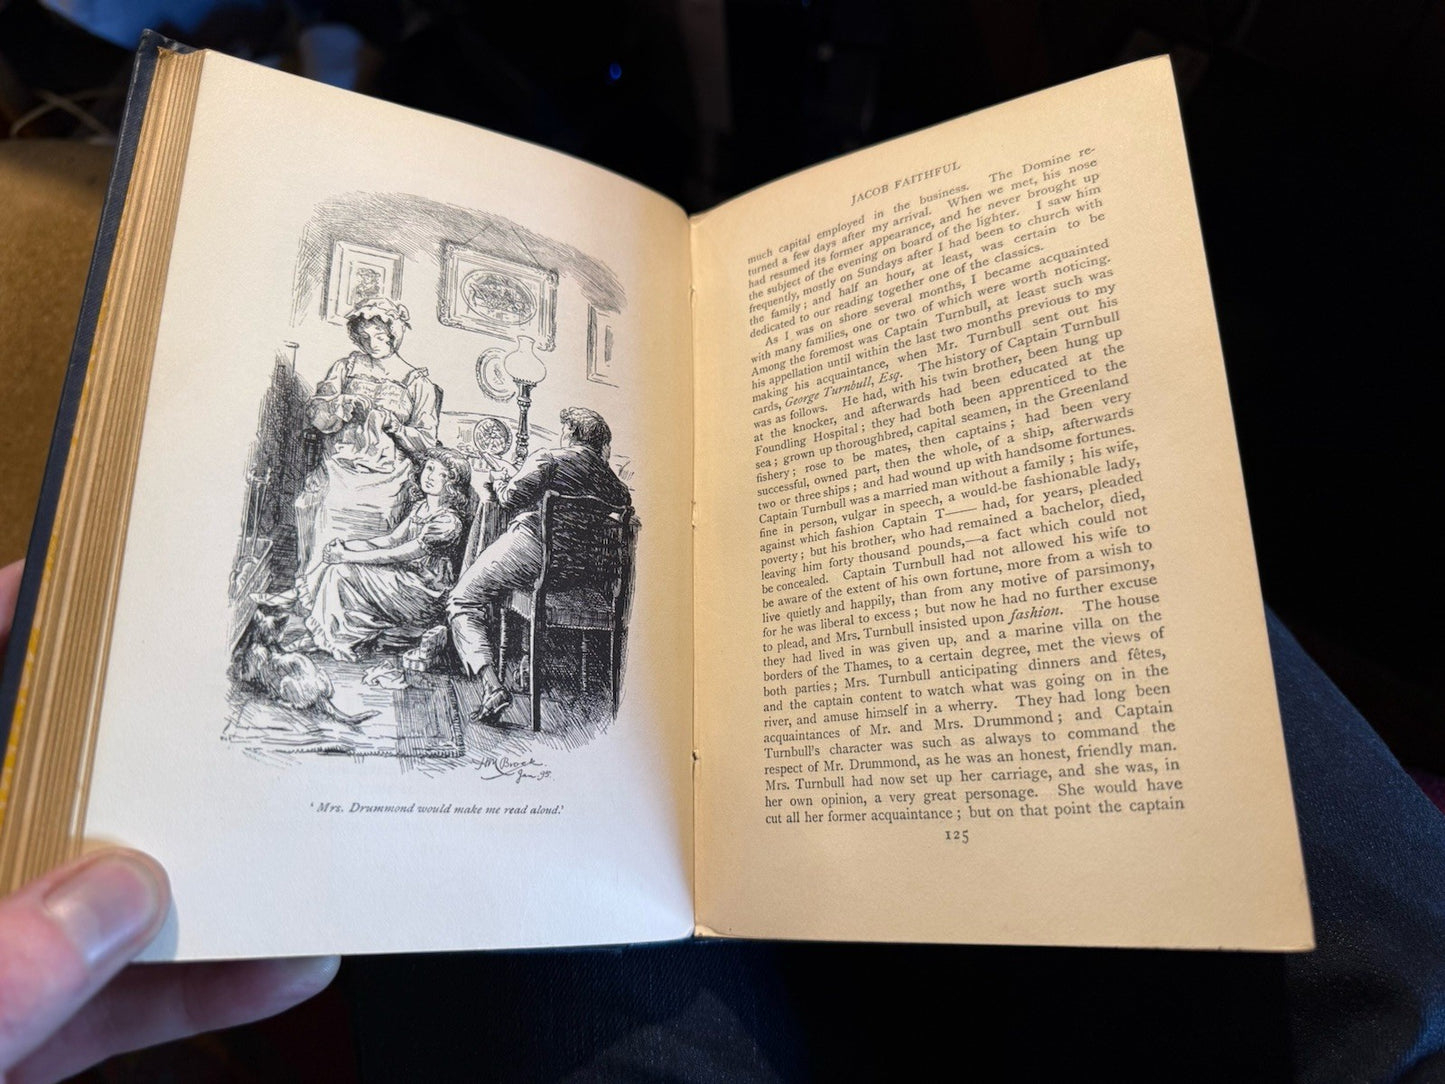 HM Brock.
Jan 95.
‘Mrs. Drummond would make me read aloud.’
JACOB FAITHFUL
much capital employed in the business. The Domine re-
turned a few days after my arrival. When we met, his nose
had resumed its former appearance, and he never brought up
the subject of the evening on board of the lighter. I saw him
frequently, mostly on Sundays after I had been to church with
the family; and half an hour, at least, was certain to be
dedicated to our reading together one of the classics.
As I was on shore several months, I became acquainted
with many families, one or two of which were worth noticing.
Among the foremost was Captain Turnbull, at least such was
his appellation until within the last two months previous to my
making his acquaintance, when Mr. Turnbull sent out his
cards, George Turnbull, Esq. The history of Captain Turnbull
was as follows. He had, with his twin brother, been hung up
at the knocker, and afterwards had been educated at the
Foundling Hospital; they had both been apprenticed to the
sea; grown up thoroughbred, capital seamen, in the Greenland
fishery; rose to be mates, then captains; had been very
successful, owned part, then the whole, of a ship, afterwards
two or three ships; and had wound up with handsome fortunes.
Captain Turnbull was a married man without a family; his wife,
fine in person, vulgar in speech, a would-be fashionable lady,
against which fashion Captain T—— had, for years, pleaded
poverty; but his brother, who had remained a bachelor, died,
leaving him forty thousand pounds,—a fact which could not
be concealed. Captain Turnbull had not allowed his wife to
be aware of the extent of his own fortune, more from a wish to
live quietly and happily, than from any motive of parsimony,
for he was liberal to excess; but now he had no further excuse
to plead, and Mrs. Turnbull insisted upon fashion. The house
they had lived in was given up, and a marine villa on the
borders of the Thames, to a certain degree, met the views of
both parties; Mrs. Turnbull anticipating dinners and fêtes,
and the captain content to watch what was going on in the
river, and amuse himself in a wherry. They had long been
acquaintances of Mr. and Mrs. Drummond; and Captain
Turnbull's character was such as always to command the
respect of Mr. Drummond, as he was an honest, friendly man.
Mrs. Turnbull had now set up her carriage, and she was, in
her own opinion, a very great personage. She would have
cut all her former acquaintance; but on that point the captain
125